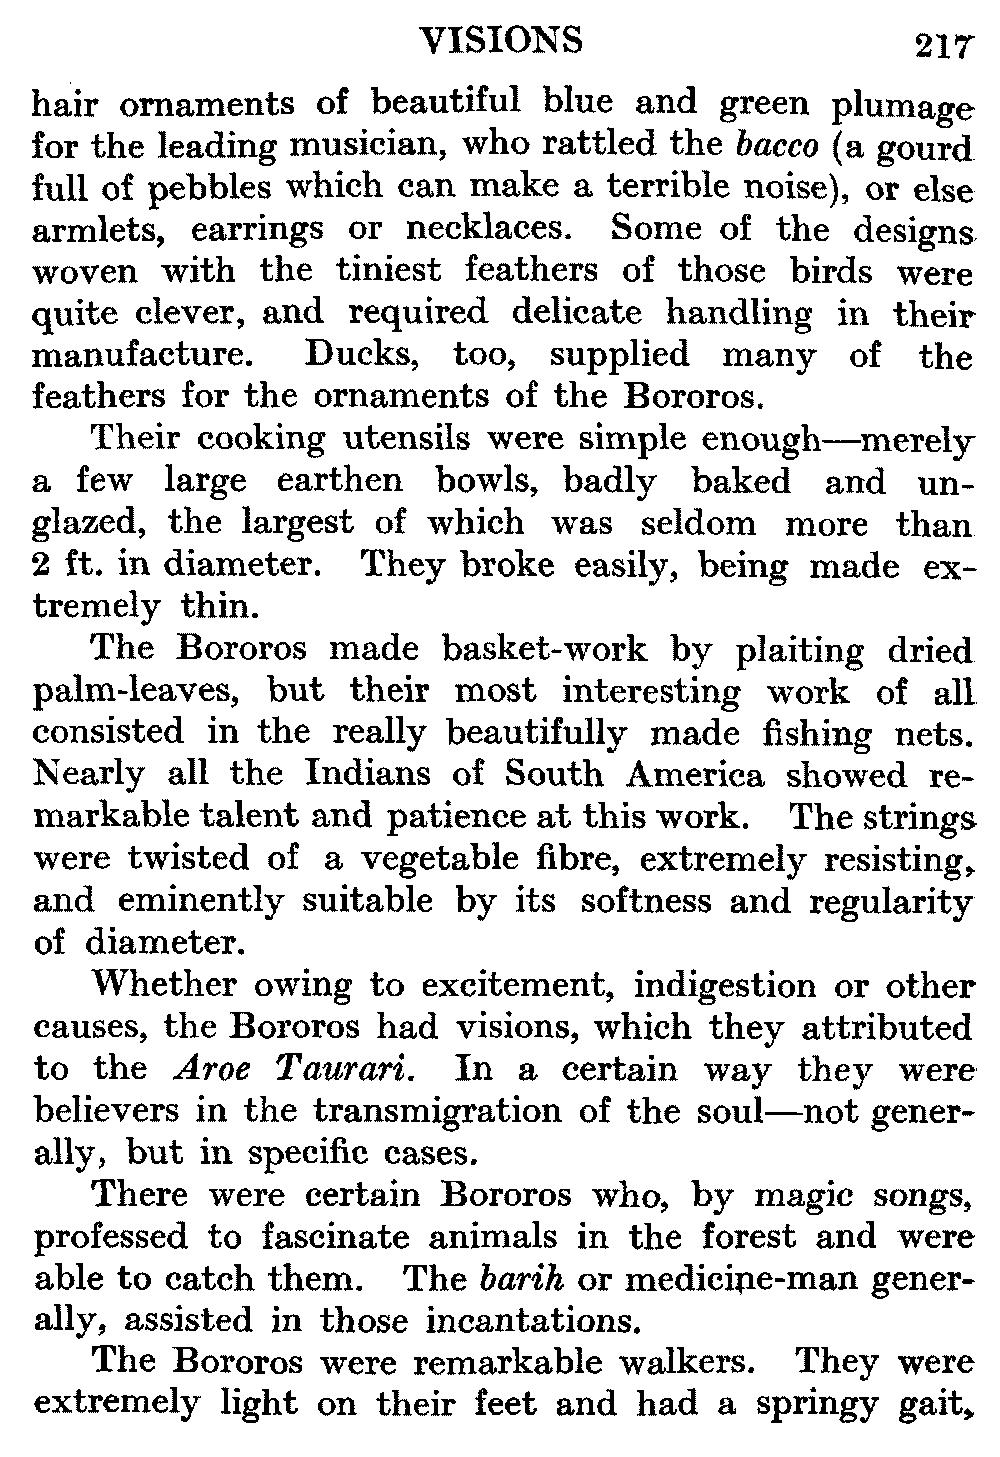 VISIONS 217
hair ornaments of beautiful blue and green plumage
for the leading musician, who rattled the bacco (a gourd
full of pebbles which can make a terrible noise), or else
armlets, earrings or necklaces. Some of the designs
woven with the tiniest feathers of those birds were
quite clever, and required delicate handling in their
manufacture. Ducks, too, supplied many of the
feathers for the ornaments of the Bororos.
Their cooking utensils were simple enough—merely
a few large earthen bowls, badly baked and un-
glazed, the largest of which was seldom more than
2 ft. in diameter. They broke easily, being made ex-
tremely thin.
The Bororos made basket-work by plaiting dried
palm-leaves, but their most interesting work of all
consisted in the really beautifully made fishing nets.
Nearly all the Indians of South America showed re-
markable talent and patience at this work. The strings
were twisted of a vegetable fibre, extremely resisting,
and eminently suitable by its softness and regularity
of diameter.
Whether owing to excitement, indigestion or other
causes, the Bororos had visions, which they attributed
to the Aroe Taurari. In a certain way they were
believers in the transmigration of the soul—not gener-
ally, but in specific cases.
There were certain Bororos who, by magic songs,
professed to fascinate animals in the forest and were
able to catch them. The barih or medicine-man gener-
ally, assisted in those incantations.
The Bororos were remarkable walkers. They were
extremely light on their feet and had a springy gait,